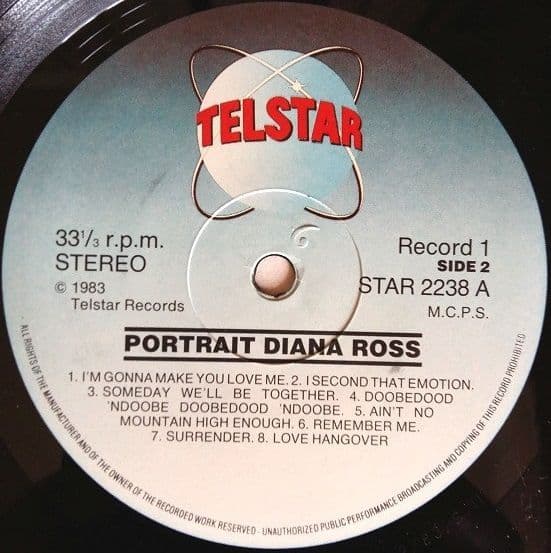 TELSTAR
33⅓ r.p.m.
STEREO
© 1983
Telstar Records
6
Record 1
SIDE 2
STAR 2238 A
M.C.P.S.
PORTRAIT DIANA ROSS
1. I'M GONNA MAKE YOU LOVE ME. 2. I SECOND THAT EMOTION.
3. SOMEDAY WE'LL BE TOGETHER. 4. DOOBEDOOD
'NDOOBE DOOBEDOOD 'NDOOBE. 5. AIN'T NO
MOUNTAIN HIGH ENOUGH. 6. REMEMBER ME.
7. SURRENDER. 8. LOVE HANGOVER
ALL RIGHTS OF THE MANUFACTURER AND OF THE OWNER OF THE RECORDED WORK RESERVED - UNAUTHORIZED PUBLIC PERFORMANCE BROADCASTING AND COPYING OF THIS RECORD PROHIBITED